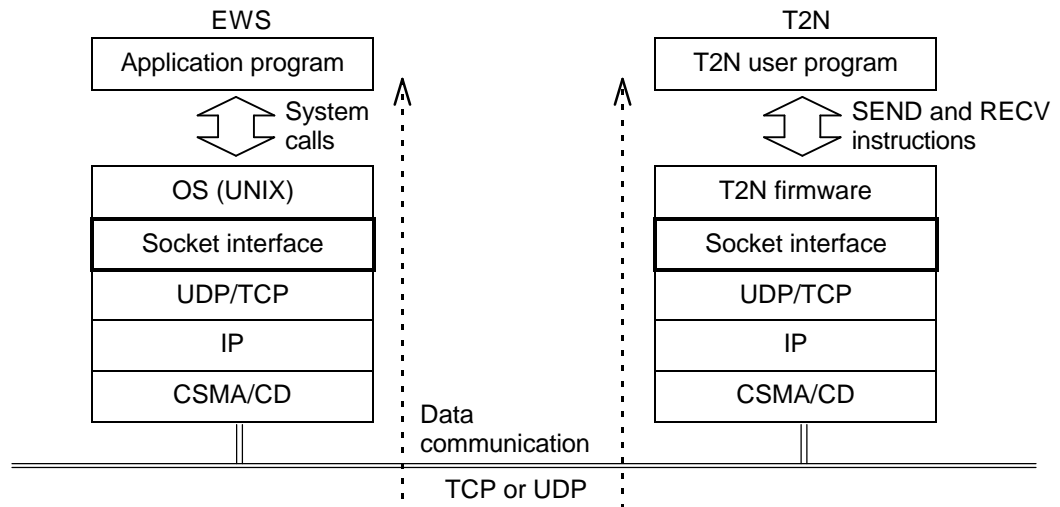 EWS
Application program
System
calls
OS (UNIX)
Socket interface
UDP/TCP
IP
CSMA/CD
T2N
T2N user program
SEND and RECV
instructions
T2N firmware
Socket interface
UDP/TCP
IP
CSMA/CD
Data
communication
TCP or UDP